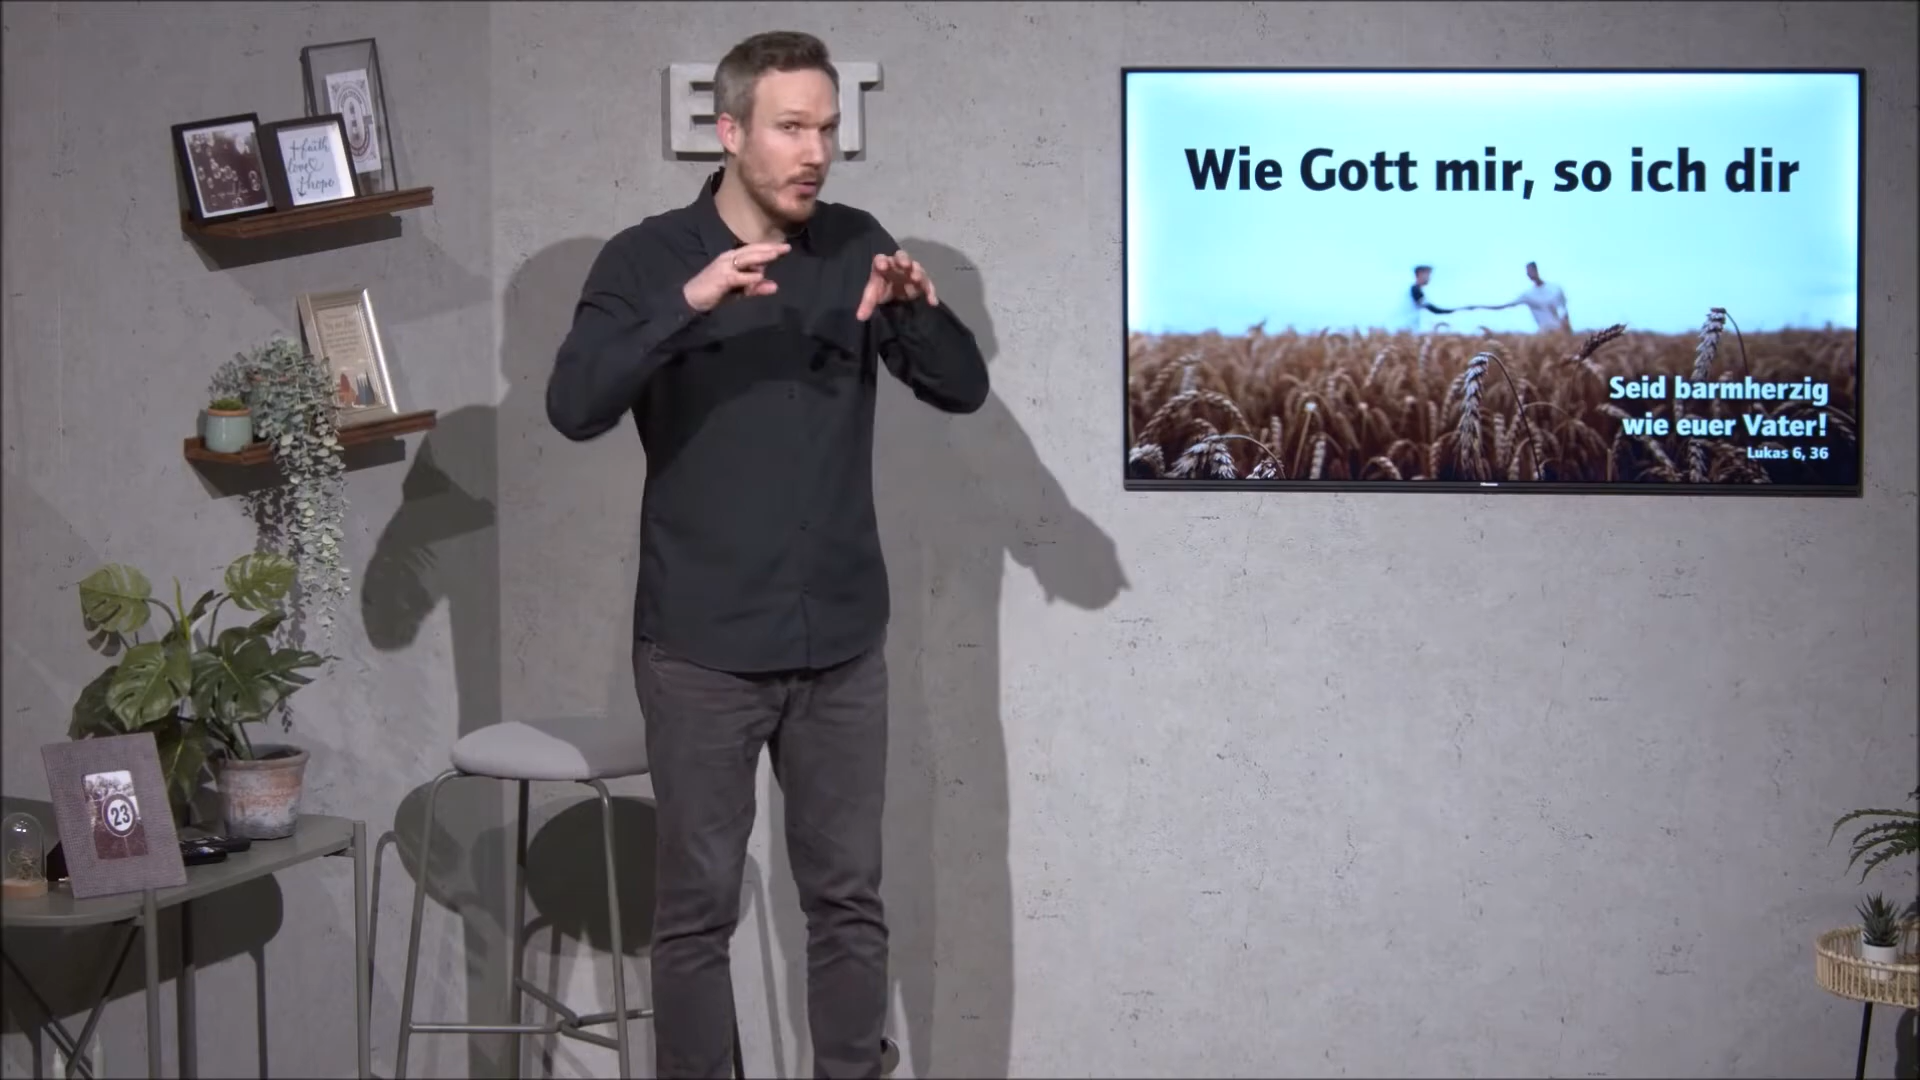 faith
love &
hope
E T
Wie Gott mir, so ich dir
Seid barmherzig
wie euer Vater!
Lukas 6, 36
23